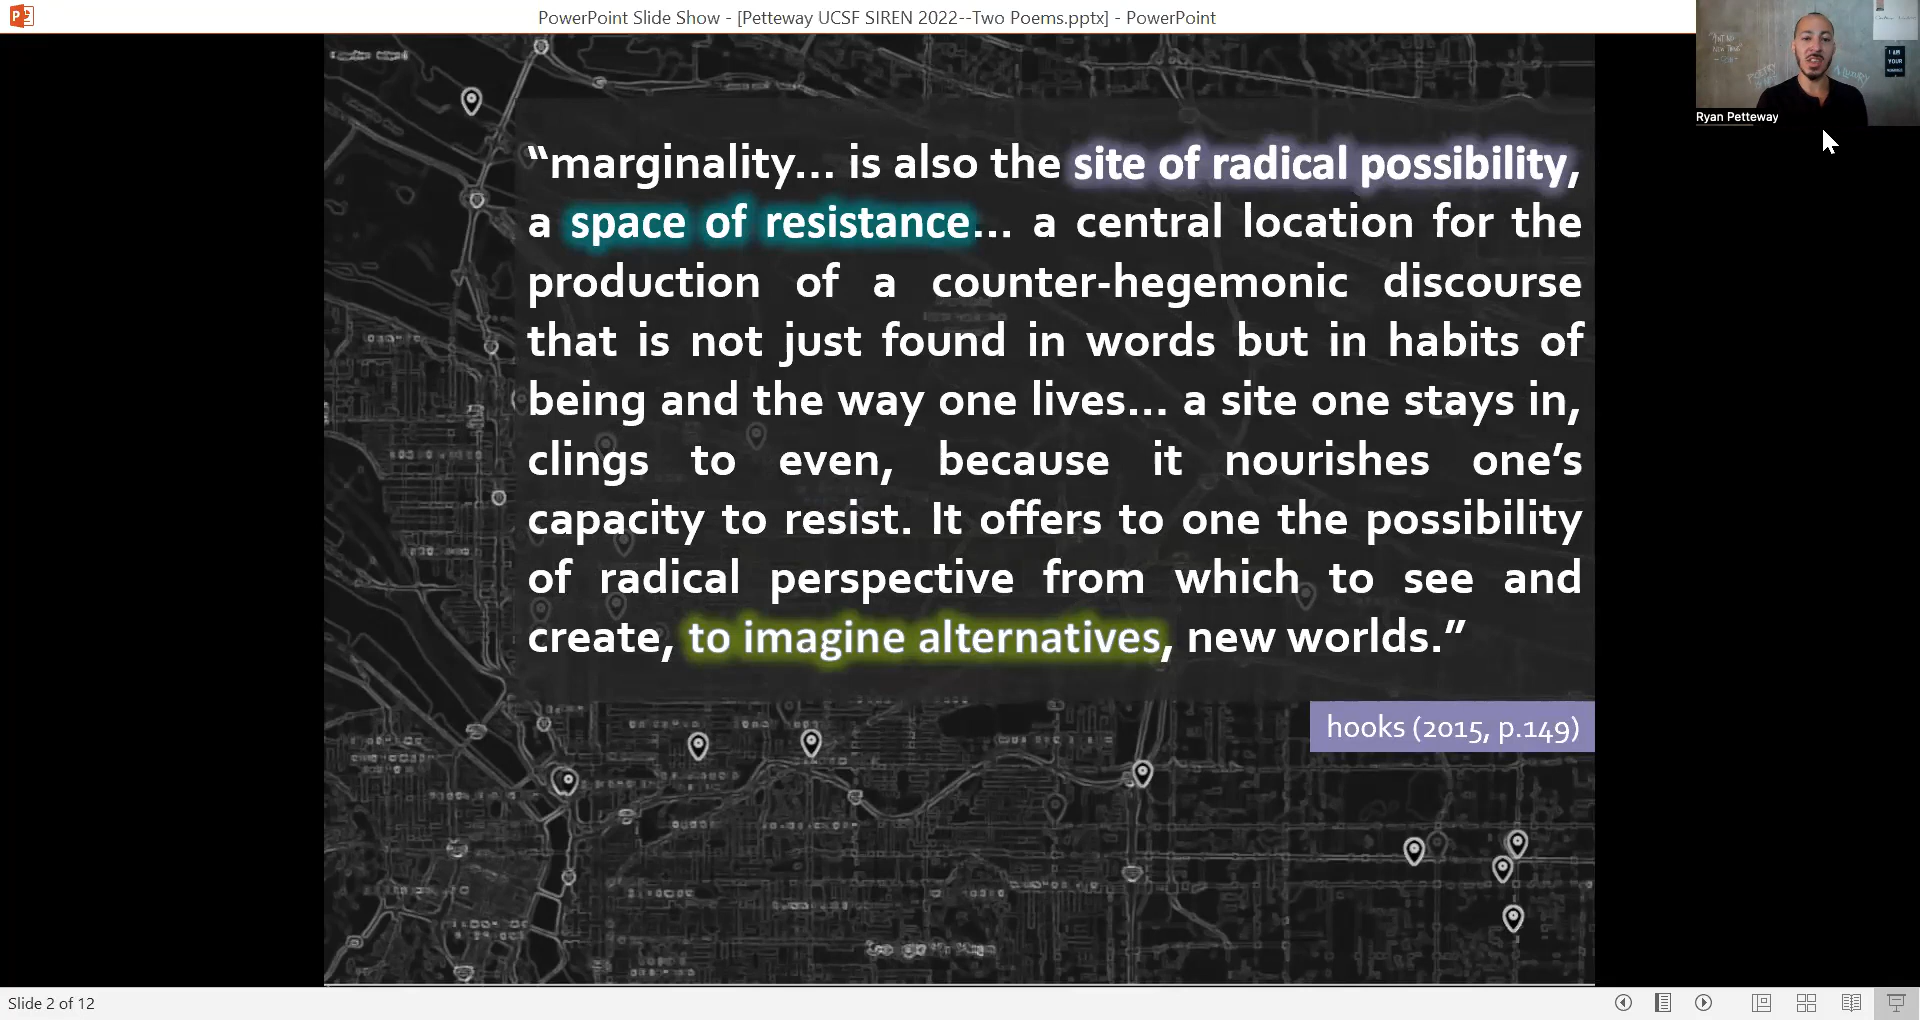 PowerPoint Slide Show - [Petteway UCSF SIREN 2022--Two Poems.pptx] - PowerPoint
I AM
YOUR
Ryan Petteway
“marginality... is also the site of radical possibility,
a space of resistance... a central location for the
production of a counter-hegemonic discourse
that is not just found in words but in habits of
being and the way one lives... a site one stays in,
clings to even, because it nourishes one’s
capacity to resist. It offers to one the possibility
of radical perspective from which to see and
create, to imagine alternatives, new worlds.”
hooks (2015, p.149)
Slide 2 of 12